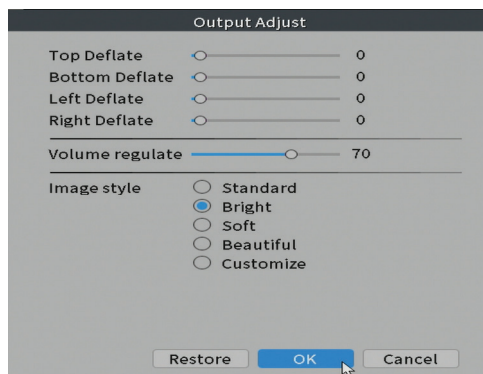 Output Adjust
Top Deflate 0
Bottom Deflate 0
Left Deflate 0
Right Deflate 0
Volume regulate 70
Image style Standard
Bright
Soft
Beautiful
Customize
Restore OK Cancel